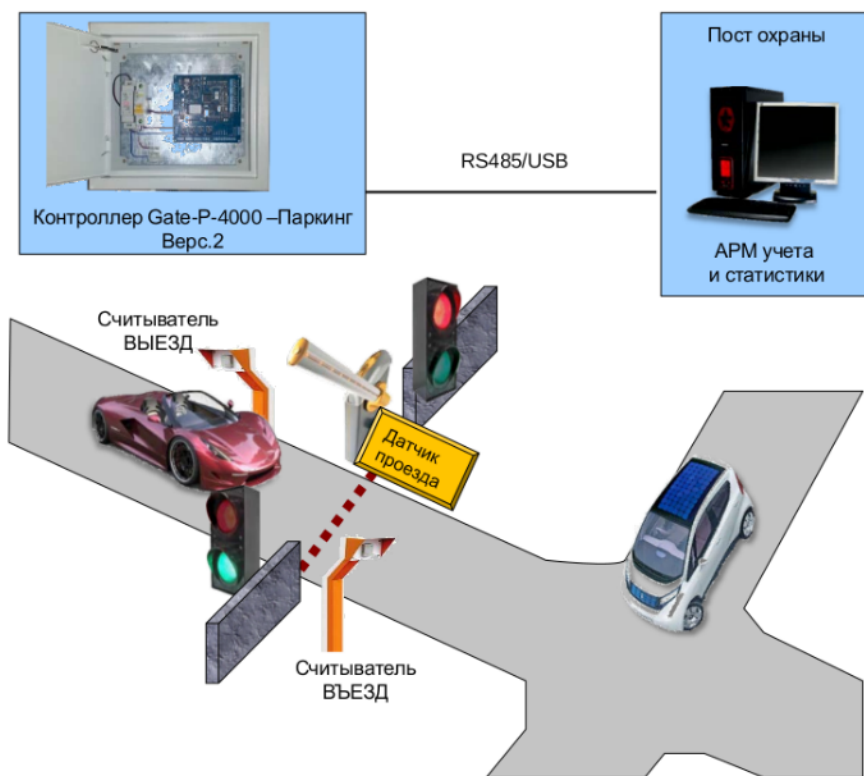 Пост охраны
RS485/USB
Контроллер Gate-P-4000 –Паркинг
Верс.2
АРМ учета
и статистики
Считыватель
ВЫЕЗД
Датчик
проезда
Считыватель
ВЪЕЗД